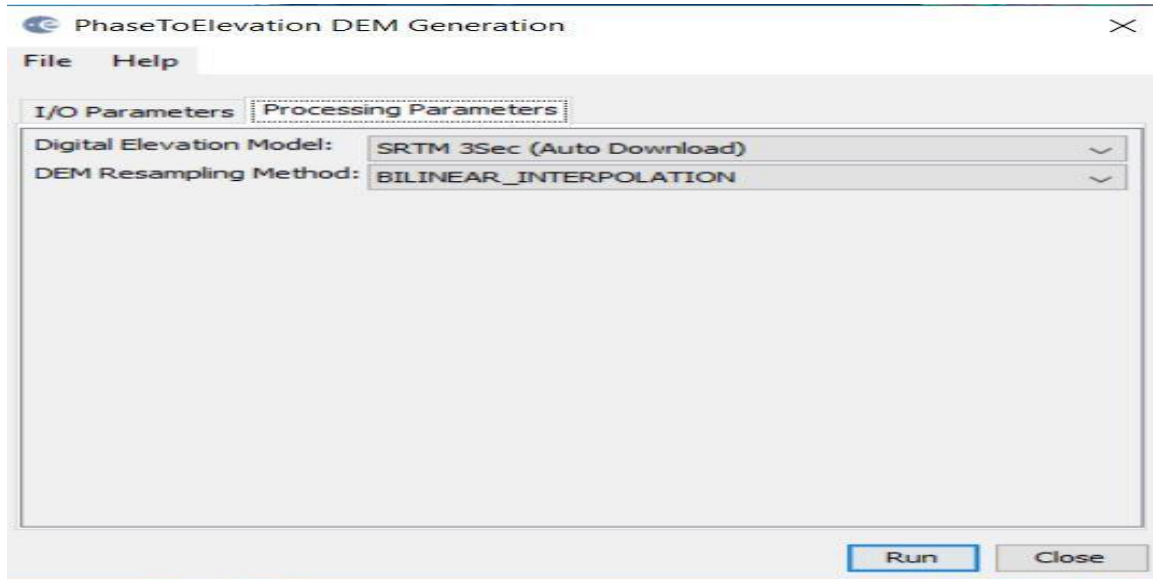 PhaseToElevation DEM Generation
File Help
I/O Parameters Processing Parameters
Digital Elevation Model: SRTM 3Sec (Auto Download)
DEM Resampling Method: BILINEAR_INTERPOLATION
Run Close